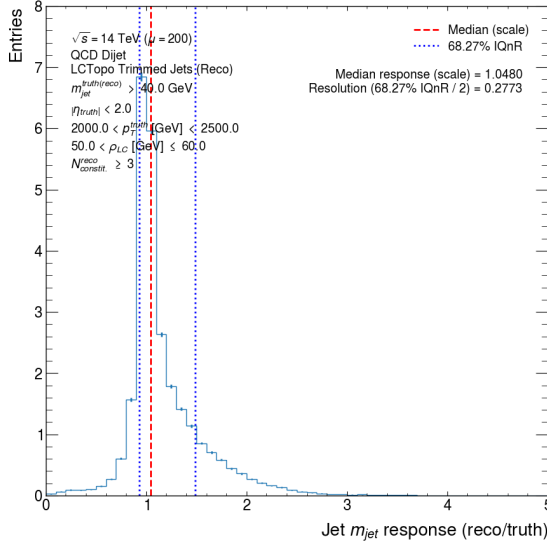 Entries
8
7
6
5
4
3
2
1
0
√s = 14 TeV (μ = 200)
QCD Dijet
LCTopo Trimmed Jets (Reco)
m_jet^truth(reco) > 40.0 GeV
|η_truth| < 2.0
2000.0 < p_T^truth [GeV] < 2500.0
50.0 < ρ_LC [GeV] ≤ 60.0
N_constit.^reco ≥ 3
Median (scale)
68.27% IQnR
Median response (scale) = 1.0480
Resolution (68.27% IQnR / 2) = 0.2773
0 1 2 3 4 5
Jet m_jet response (reco/truth)